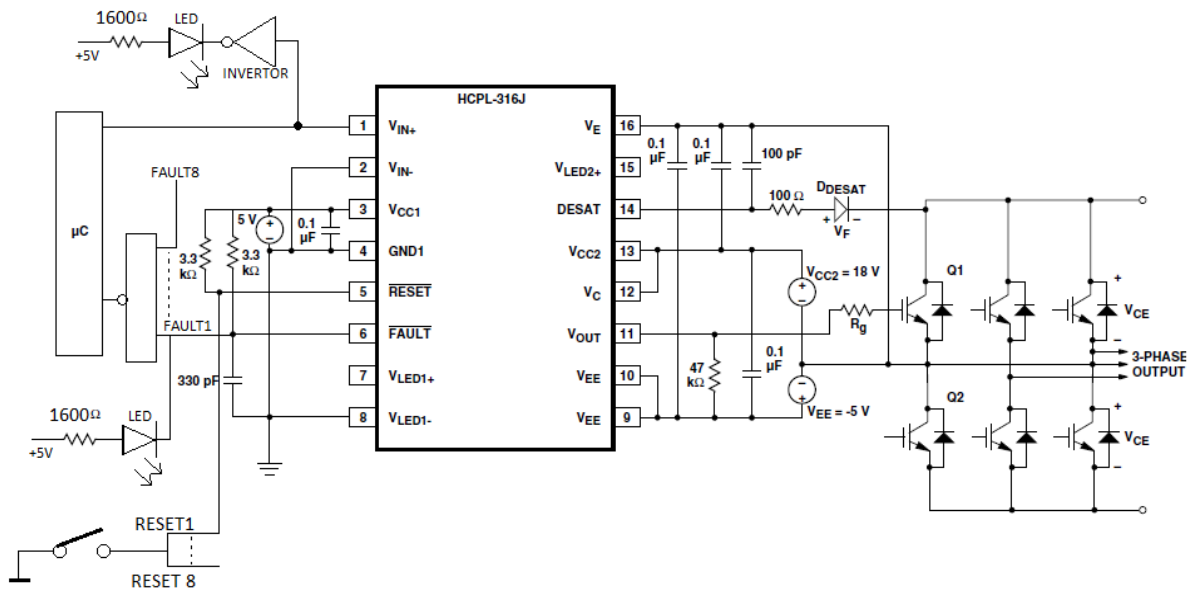 1600Ω
LED
+5V
INVERTOR
HCPL-316J
µC
FAULT8
FAULT1
5 V
+
−
0.1
µF
3.3
kΩ
3.3
kΩ
330 pF
1 VIN+
2 VIN-
3 VCC1
4 GND1
5 RESET
6 FAULT
7 VLED1+
8 VLED1-
VE 16
VLED2+ 15
DESAT 14
VCC2 13
VC 12
VOUT 11
VEE 10
VEE 9
0.1
µF
0.1
µF
100 pF
100 Ω
DDESAT
+ VF −
VCC2 = 18 V
+
−
Rg
47
kΩ
0.1
µF
−
+
VEE = -5 V
Q1
+
VCE
−
3-PHASE
OUTPUT
Q2
+
VCE
−
1600Ω
LED
+5V
RESET1
RESET 8